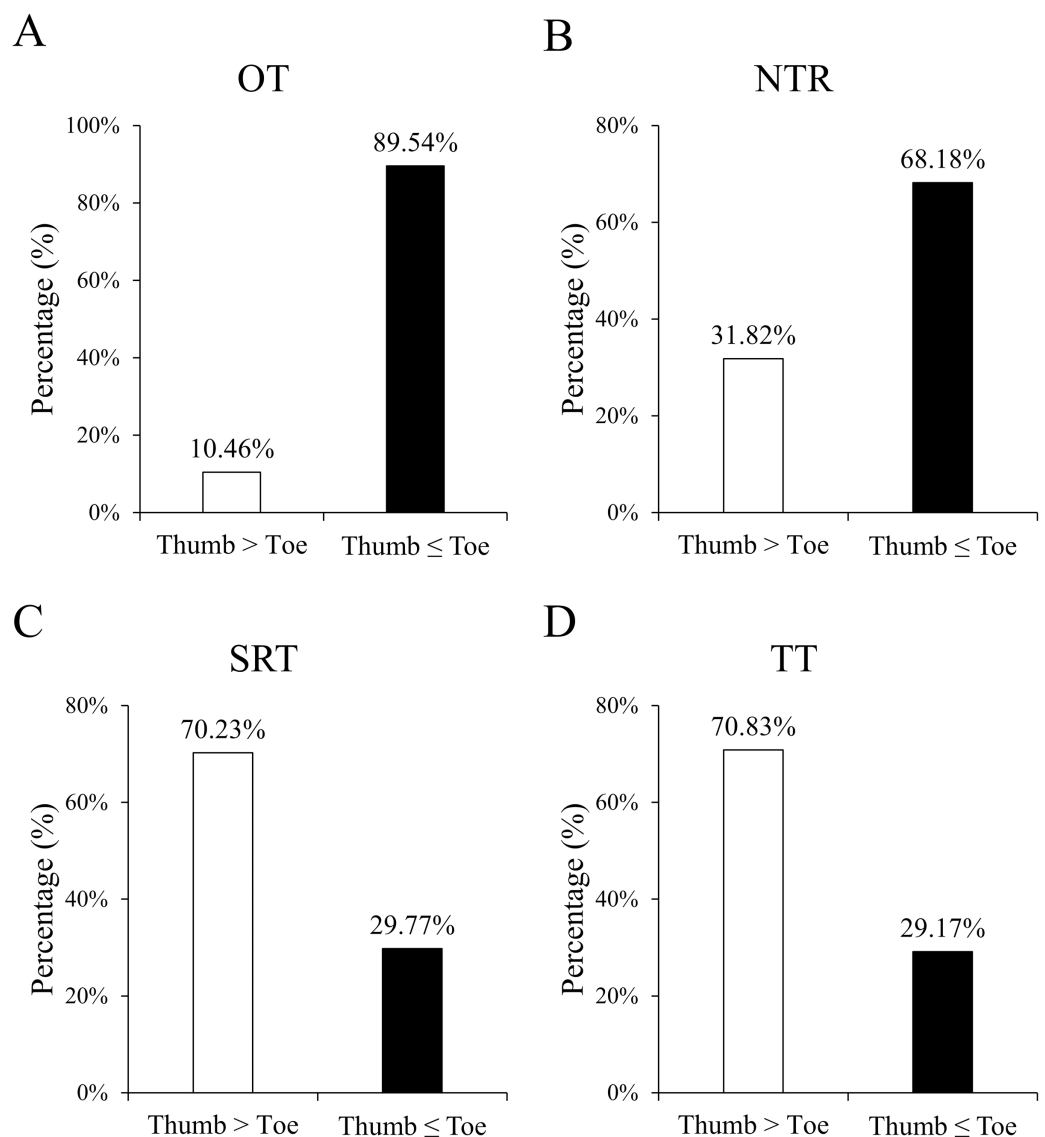 A
OT
Percentage (%)
100%
80%
60%
40%
20%
0%
10.46%
89.54%
Thumb > Toe
Thumb ≤ Toe
B
NTR
Percentage (%)
80%
60%
40%
20%
0%
31.82%
68.18%
Thumb > Toe
Thumb ≤ Toe
C
SRT
Percentage (%)
80%
60%
40%
20%
0%
70.23%
29.77%
Thumb > Toe
Thumb ≤ Toe
D
TT
Percentage (%)
80%
60%
40%
20%
0%
70.83%
29.17%
Thumb > Toe
Thumb ≤ Toe